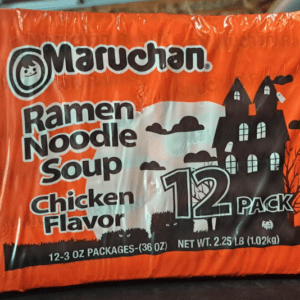 Maruchan®
Ramen
Noodle
Soup
Chicken
Flavor
12 PACK
12-3 OZ PACKAGES-(36 OZ) NET WT. 2.25 LB (1.02kg)